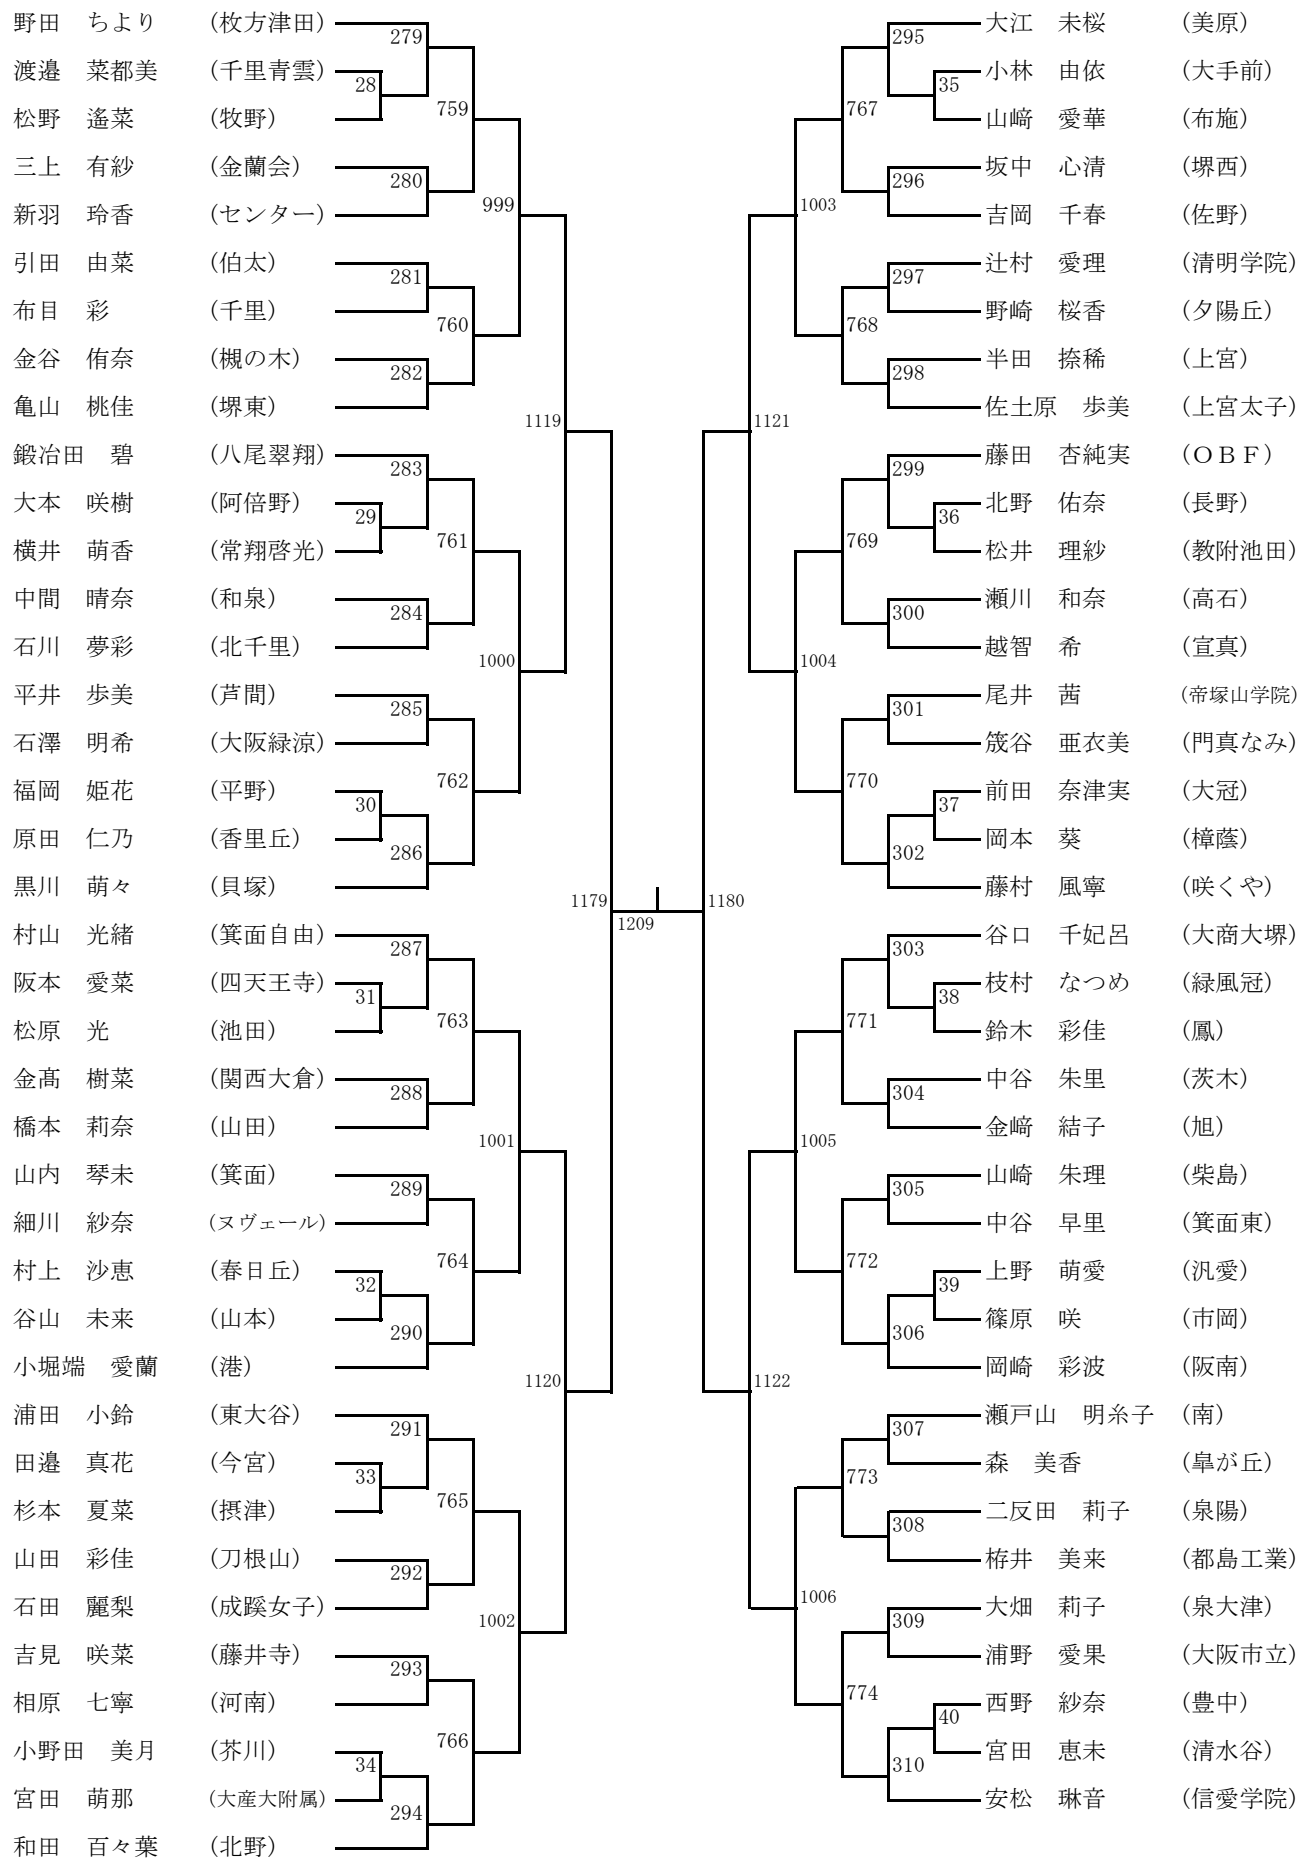 野田　ちより　(枚方津田)
渡邉　菜都美　(千里青雲)
松野　遙菜　(牧野)
三上　有紗　(金蘭会)
新羽　玲香　(センター)
引田　由菜　(伯太)
布目　彩　(千里)
金谷　侑奈　(槻の木)
亀山　桃佳　(堺東)
鍛冶田　碧　(八尾翠翔)
大本　咲樹　(阿倍野)
横井　萌香　(常翔啓光)
中間　晴奈　(和泉)
石川　夢彩　(北千里)
平井　歩美　(芦間)
石澤　明希　(大阪緑涼)
福岡　姫花　(平野)
原田　仁乃　(香里丘)
黒川　萌々　(貝塚)
村山　光緒　(箕面自由)
阪本　愛菜　(四天王寺)
松原　光　(池田)
金髙　樹菜　(関西大倉)
橋本　莉奈　(山田)
山内　琴未　(箕面)
細川　紗奈　(ヌヴェール)
村上　沙恵　(春日丘)
谷山　未来　(山本)
小堀端　愛蘭　(港)
浦田　小鈴　(東大谷)
田邉　真花　(今宮)
杉本　夏菜　(摂津)
山田　彩佳　(刀根山)
石田　麗梨　(成蹊女子)
吉見　咲菜　(藤井寺)
相原　七寧　(河南)
小野田　美月　(芥川)
宮田　萌那　(大産大附属)
和田　百々葉　(北野)
28
29
30
31
32
33
34
279
280
281
282
283
284
285
286
287
288
289
290
291
292
293
294
759
760
761
762
763
764
765
766
999
1000
1001
1002
1119
1120
1179
1209
1180
1121
1122
1003
1004
1005
1006
767
768
769
770
771
772
773
774
295
296
297
298
299
300
301
302
303
304
305
306
307
308
309
310
35
36
37
38
39
40
大江　未桜　(美原)
小林　由依　(大手前)
山﨑　愛華　(布施)
坂中　心清　(堺西)
吉岡　千春　(佐野)
辻村　愛理　(清明学院)
野崎　桜香　(夕陽丘)
半田　捺稀　(上宮)
佐土原　歩美　(上宮太子)
藤田　杏純実　(ＯＢＦ)
北野　佑奈　(長野)
松井　理紗　(教附池田)
瀬川　和奈　(高石)
越智　希　(宣真)
尾井　茜　(帝塚山学院)
筬谷　亜衣美　(門真なみ)
前田　奈津実　(大冠)
岡本　葵　(樟蔭)
藤村　風寧　(咲くや)
谷口　千妃呂　(大商大堺)
枝村　なつめ　(緑風冠)
鈴木　彩佳　(鳳)
中谷　朱里　(茨木)
金﨑　結子　(旭)
山崎　朱理　(柴島)
中谷　早里　(箕面東)
上野　萌愛　(汎愛)
篠原　咲　(市岡)
岡崎　彩波　(阪南)
瀬戸山　明糸子　(南)
森　美香　(皐が丘)
二反田　莉子　(泉陽)
栫井　美来　(都島工業)
大畑　莉子　(泉大津)
浦野　愛果　(大阪市立)
西野　紗奈　(豊中)
宮田　恵未　(清水谷)
安松　琳音　(信愛学院)